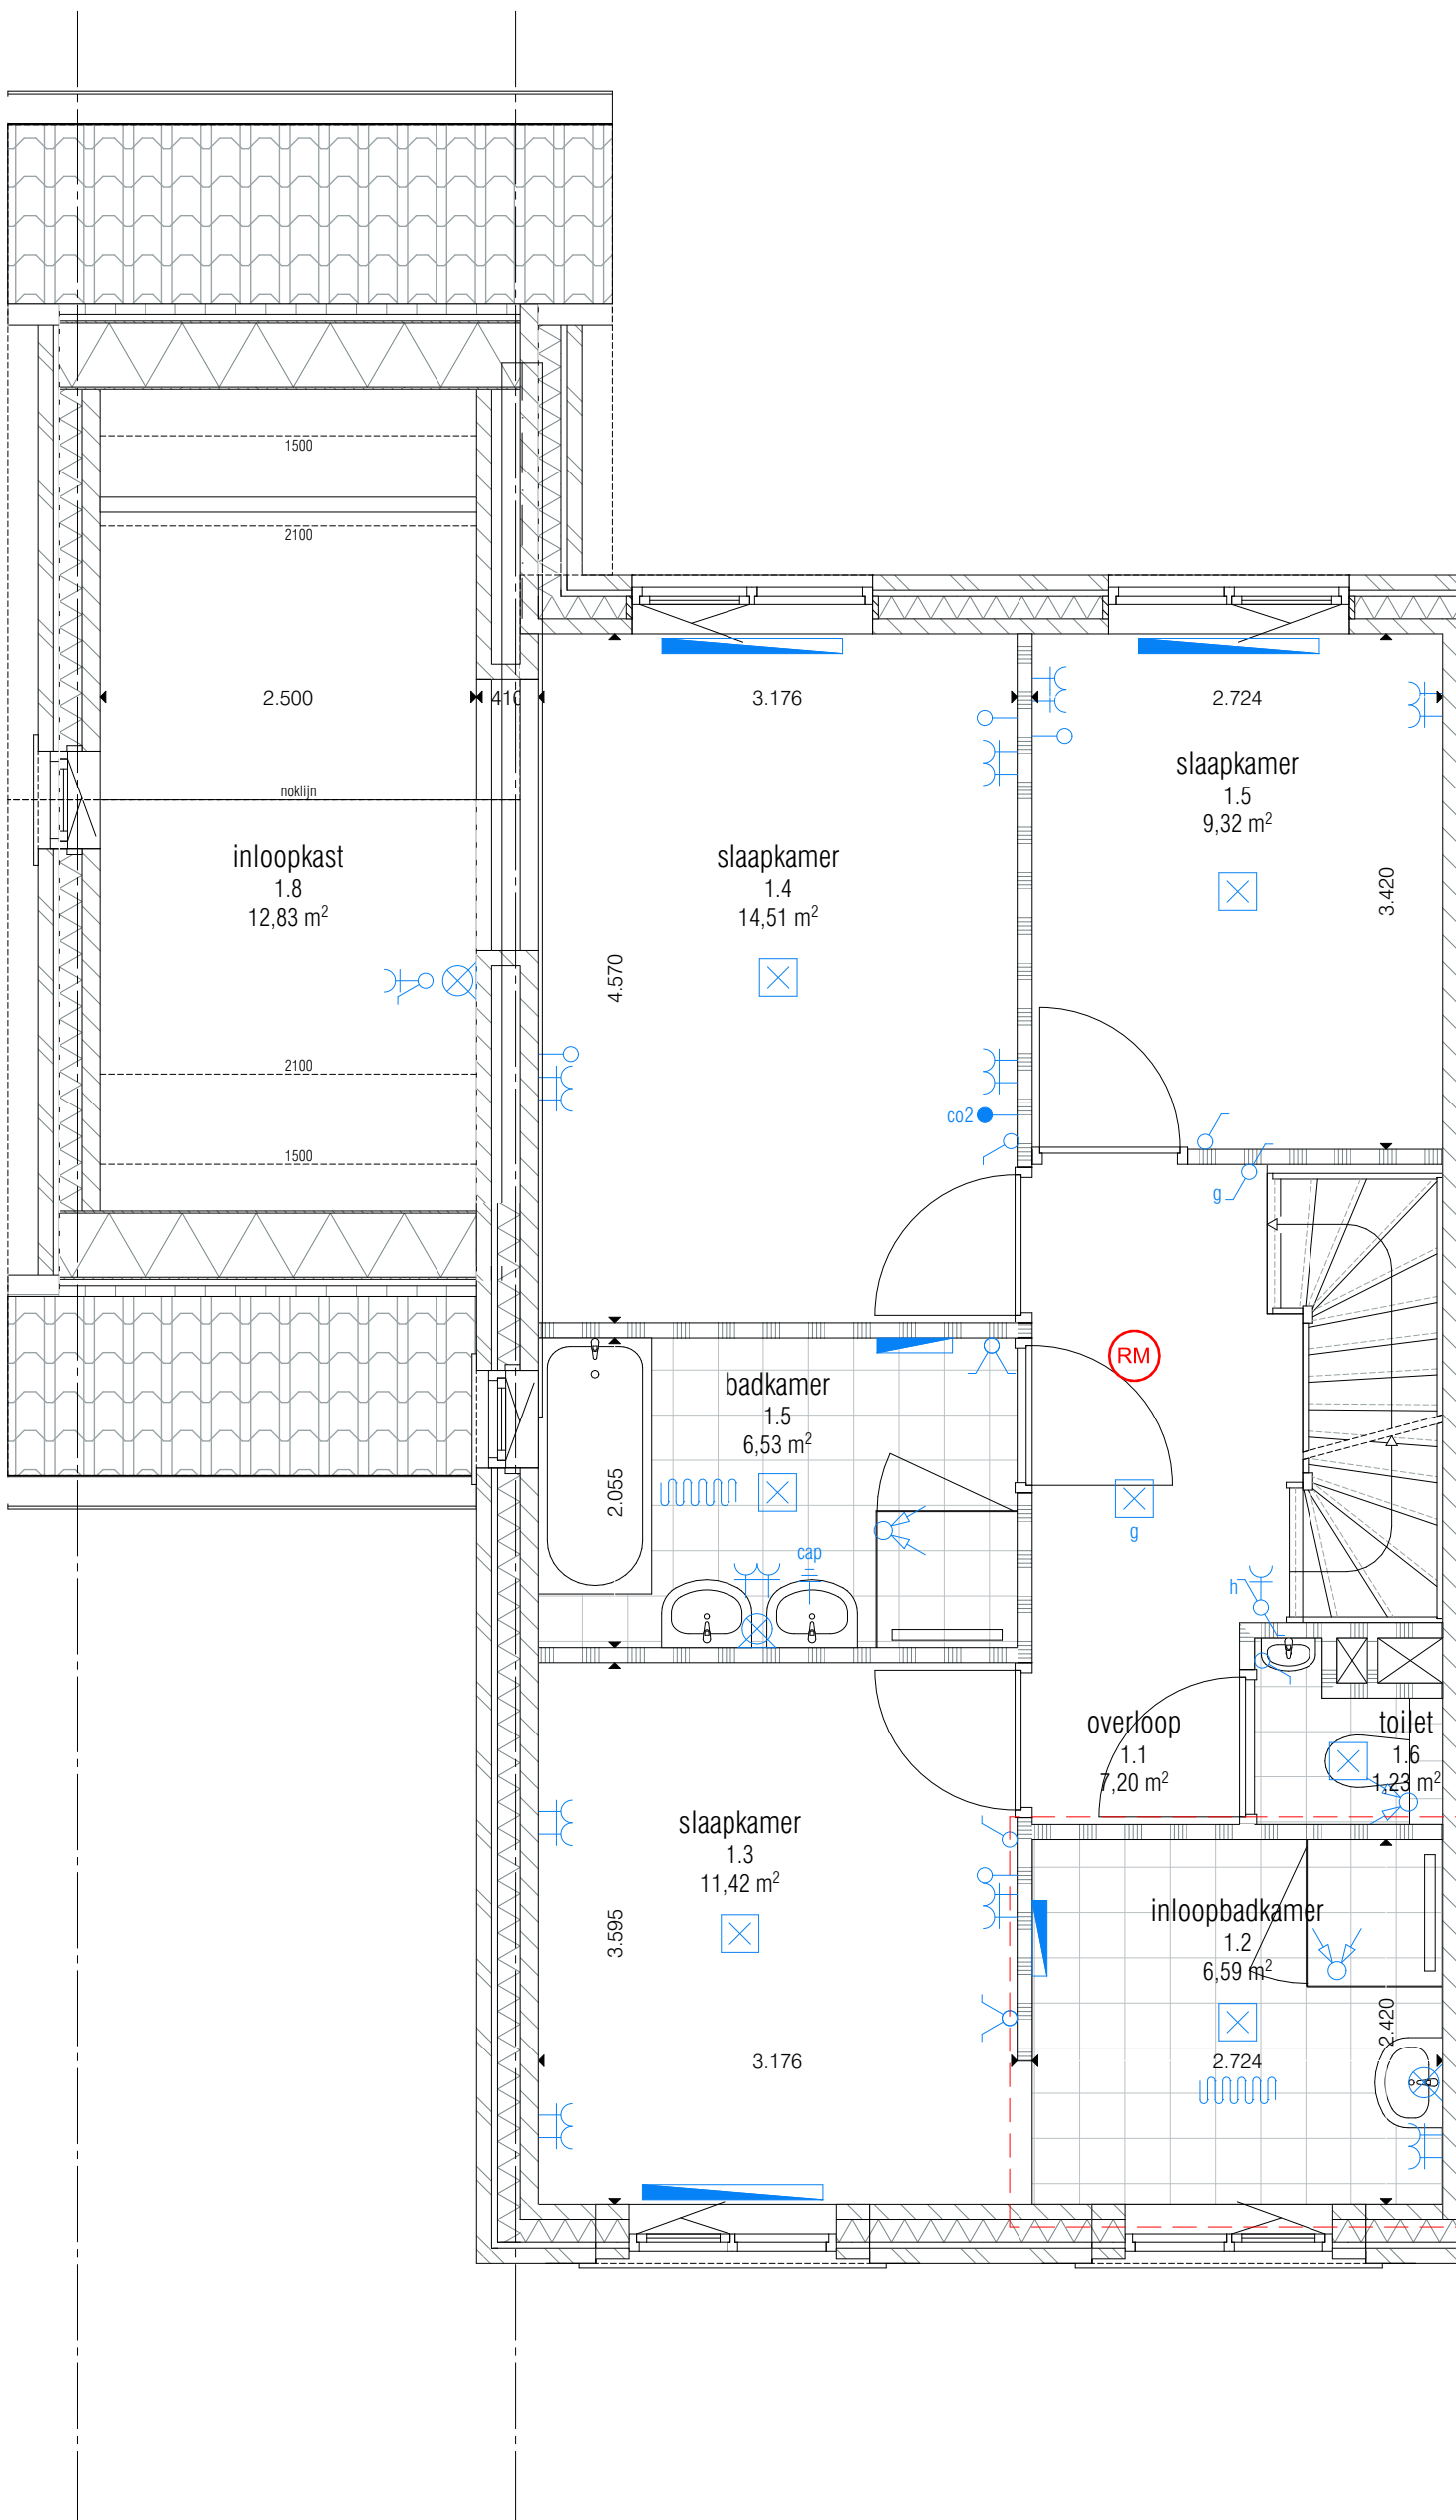 1500
2100
2.500
410
3.176
2.724
slaapkamer
1.5
9,32 m²
noklijn
inloopkast
1.8
12,83 m²
slaapkamer
1.4
14,51 m²
3.420
4.570
2100
co2
1500
g
RM
badkamer
1.5
6,53 m²
2.055
g
cap
h
overloop
1.1
7,20 m²
toilet
1.6
1,23 m²
slaapkamer
1.3
11,42 m²
3.595
inloopbadkamer
1.2
6,59 m²
2.420
3.176
2.724